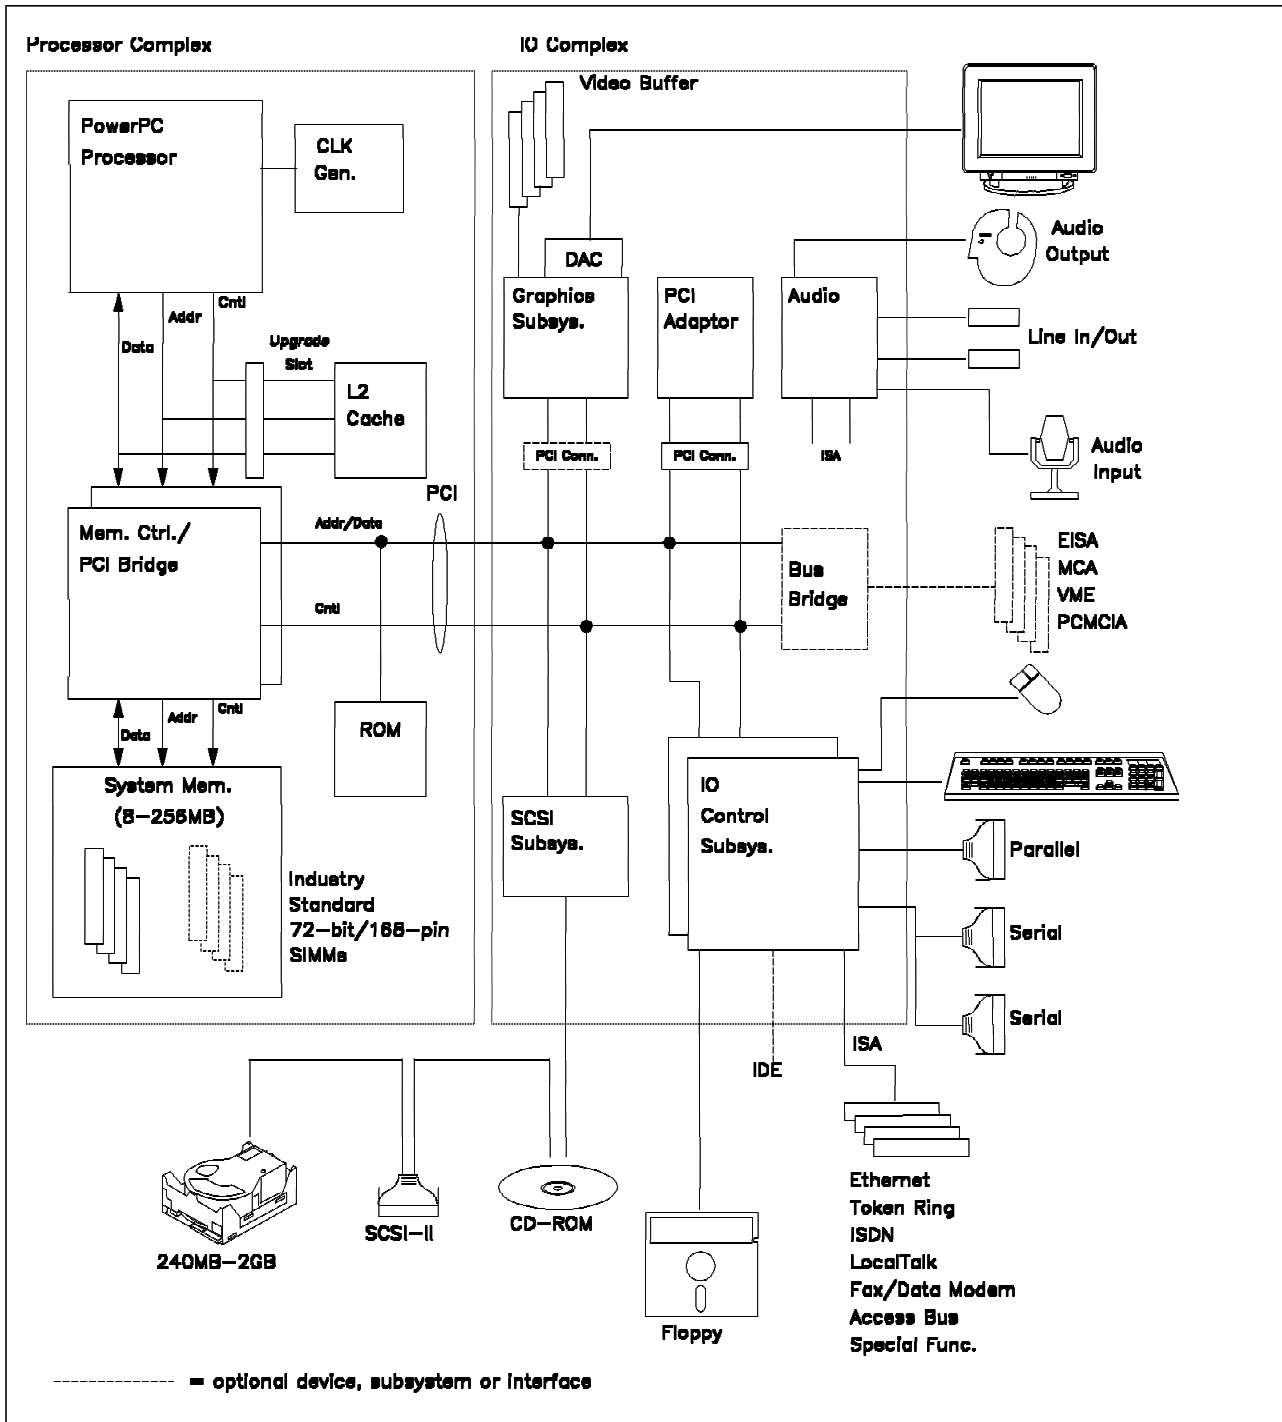 Processor Complex
IO Complex
Video Buffer
PowerPC
Processor
CLK
Gen.
DAC
Audio
Output
Graphics
Subsys.
PCI
Adaptor
Audio
Line In/Out
Data
Addr
Cntl
Upgrade
Slot
L2
Cache
PCI Conn.
PCI Conn.
ISA
Audio
Input
PCI
Mem. Ctrl./
PCI Bridge
Addr/Data
Cntl
Bus
Bridge
EISA
MCA
VME
PCMCIA
Data
Addr
Cntl
ROM
System Mem.
(8-256MB)
Industry
Standard
72-bit/168-pin
SIMMs
SCSI
Subsys.
IO
Control
Subsys.
Parallel
Serial
Serial
IDE
ISA
240MB-2GB
SCSI-II
CD-ROM
Floppy
Ethernet
Token Ring
ISDN
LocalTalk
Fax/Data Modem
Access Bus
Special Func.
= optional device, subsystem or interface